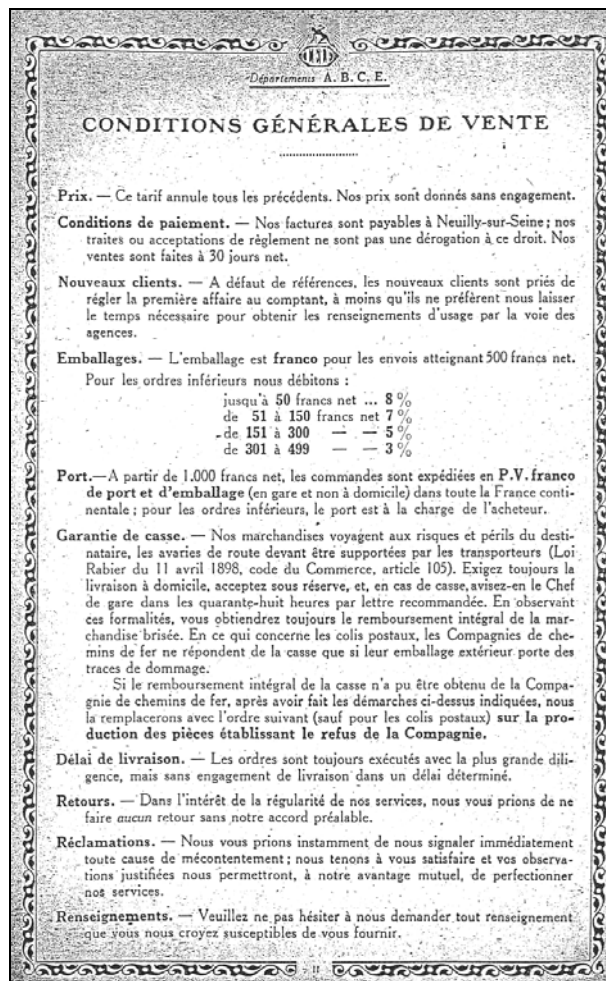 Départements A. B. C. E.
CONDITIONS GÉNÉRALES DE VENTE
Prix. — Ce tarif annule tous les précédents. Nos prix sont donnés sans engagement.
Conditions de paiement. — Nos factures sont payables à Neuilly-sur-Seine; nos
traites ou acceptations de règlement ne sont pas une dérogation à ce droit. Nos
ventes sont faites à 30 jours net.
Nouveaux clients. — A défaut de références, les nouveaux clients sont priés de
régler la première affaire au comptant, à moins qu'ils ne préfèrent nous laisser
le temps nécessaire pour obtenir les renseignements d'usage par la voie des
agences.
Emballages. — L'emballage est franco pour les envois atteignant 500 francs net.
Pour les ordres inférieurs nous débitons :
jusqu'à 50 francs net ... 8 %
de 51 à 150 francs net 7 %
de 151 à 300 — — 5 %
de 301 à 499 — — 3 %
Port.—A partir de 1.000 francs net, les commandes sont expédiées en P.V. franco
de port et d'emballage (en gare et non à domicile) dans toute la France conti-
nentale; pour les ordres inférieurs, le port est à la charge de l'acheteur.
Garantie de casse. — Nos marchandises voyagent aux risques et périls du desti-
nataire, les avaries de route devant être supportées par les transporteurs (Loi
Rabier du 11 avril 1898, code du Commerce, article 105). Exigez toujours la
livraison à domicile, acceptez sous réserve, et, en cas de casse, avisez-en le Chef
de gare dans les quarante-huit heures par lettre recommandée. En observant
ces formalités, vous obtiendrez toujours le remboursement intégral de la mar-
chandise brisée. En ce qui concerne les colis postaux, les Compagnies de che-
mins de fer ne répondent de la casse que si leur emballage extérieur porte des
traces de dommage.
Si le remboursement intégral de la casse n'a pu être obtenu de la Compa-
gnie de chemins de fer, après avoir fait les démarches ci-dessus indiquées, nous
la remplacerons avec l'ordre suivant (sauf pour les colis postaux) sur la pro-
duction des pièces établissant le refus de la Compagnie.
Délai de livraison. — Les ordres sont toujours exécutés avec la plus grande dili-
gence, mais sans engagement de livraison dans un délai déterminé.
Retours. — Dans l'intérêt de la régularité de nos services, nous vous prions de ne
faire aucun retour sans notre accord préalable.
Réclamations. — Nous vous prions instamment de nous signaler immédiatement
toute cause de mécontentement; nous tenons à vous satisfaire et vos observa-
tions justifiées nous permettront, à notre avantage mutuel, de perfectionner
nos services.
Renseignements. — Veuillez ne pas hésiter à nous demander tout renseignement
que vous nous croyez susceptibles de vous fournir.